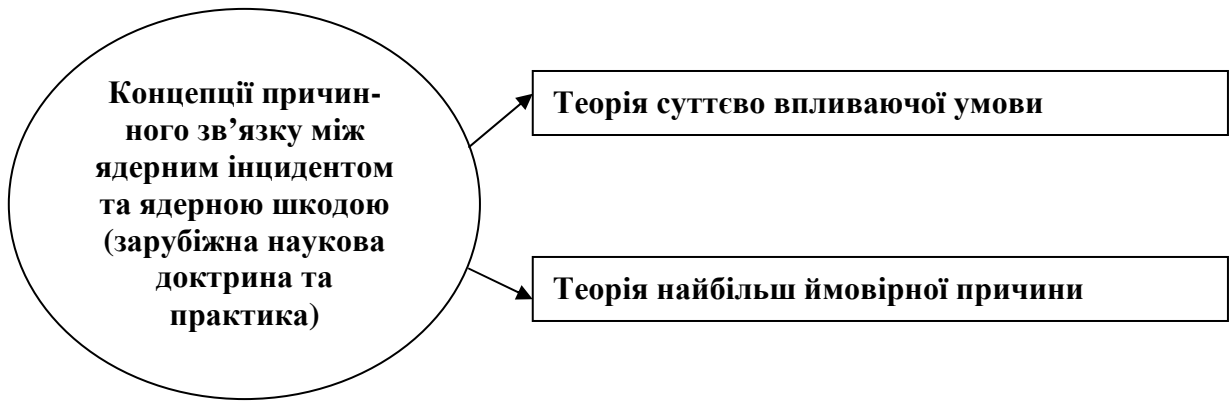 Концепції причин-
ного зв’язку між
ядерним інцидентом
та ядерною шкодою
(зарубіжна наукова
доктрина та
практика)
Теорія суттєво впливаючої умови
Теорія найбільш ймовірної причини